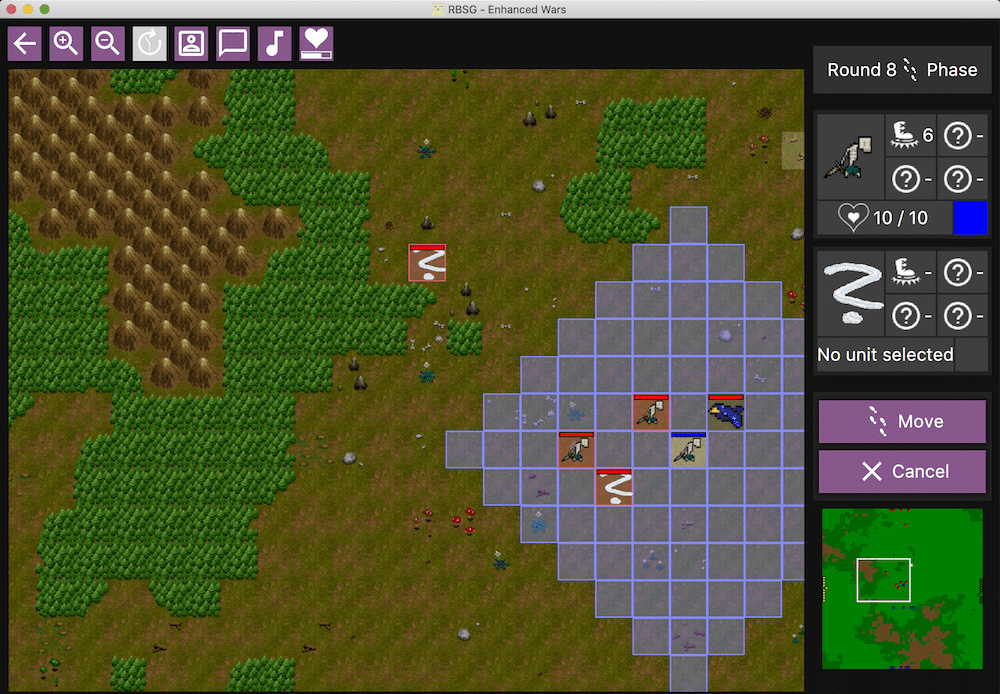 RBSG - Enhanced Wars
Round 8 Phase
6 -
- -
10 / 10
- -
- -
No unit selected
Move
Cancel